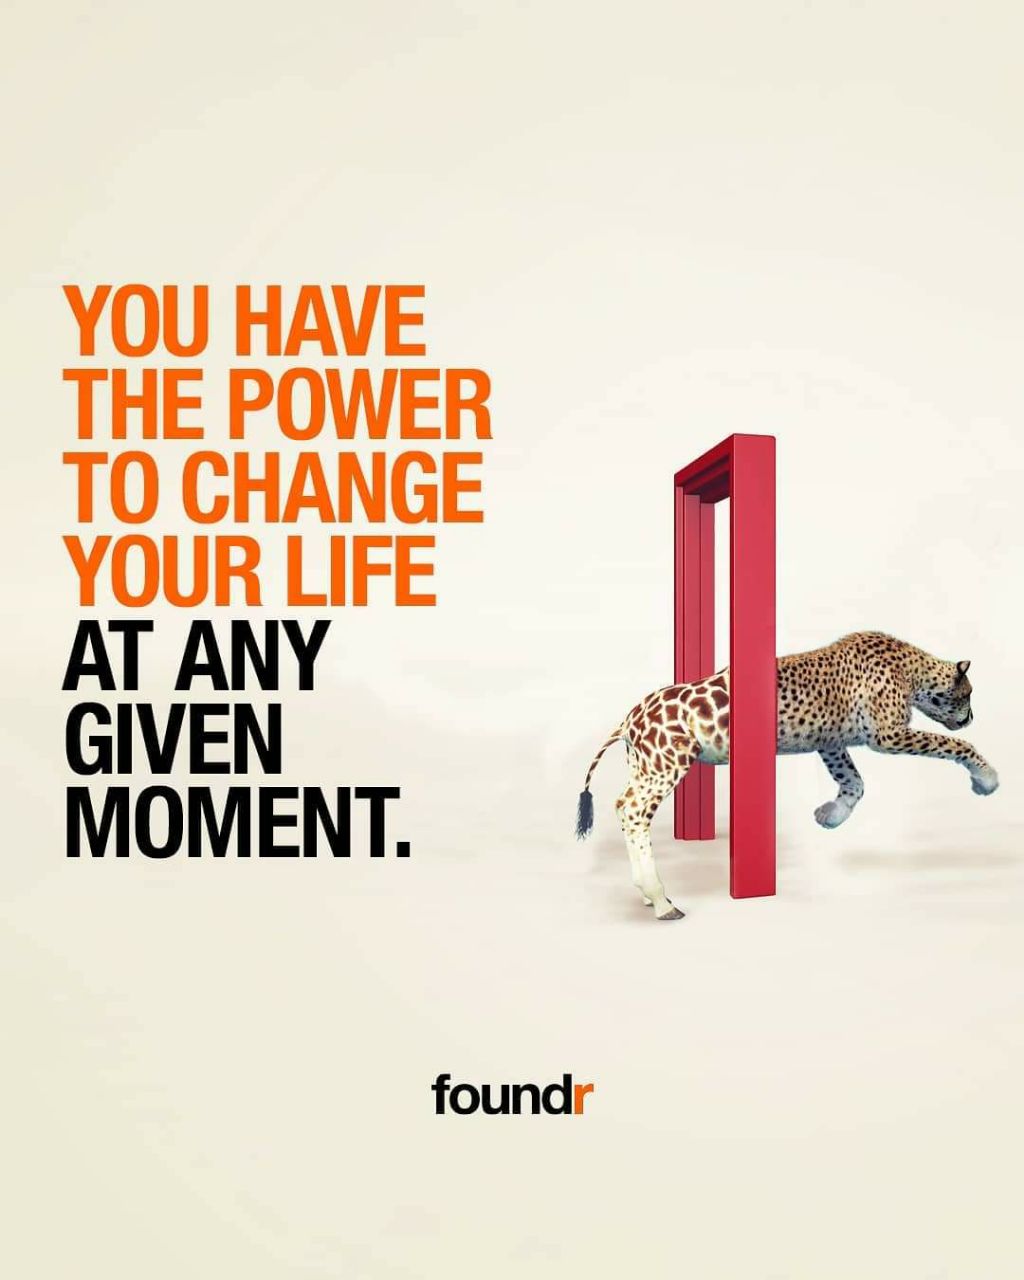 YOU HAVE
THE POWER
TO CHANGE
YOUR LIFE
AT ANY
GIVEN
MOMENT.
foundr